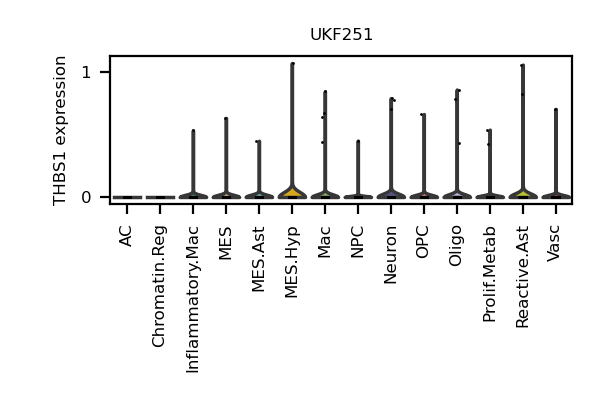 UKF251
THBS1 expression
1
0
AC
Chromatin.Reg
Inflammatory.Mac
MES
MES.Ast
MES.Hyp
Mac
NPC
Neuron
OPC
Oligo
Prolif.Metab
Reactive.Ast
Vasc